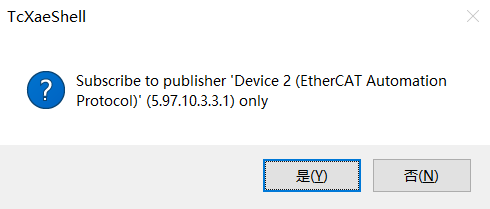 TcXaeShell
Subscribe to publisher 'Device 2 (EtherCAT Automation
Protocol)' (5.97.10.3.3.1) only
是(Y)
否(N)